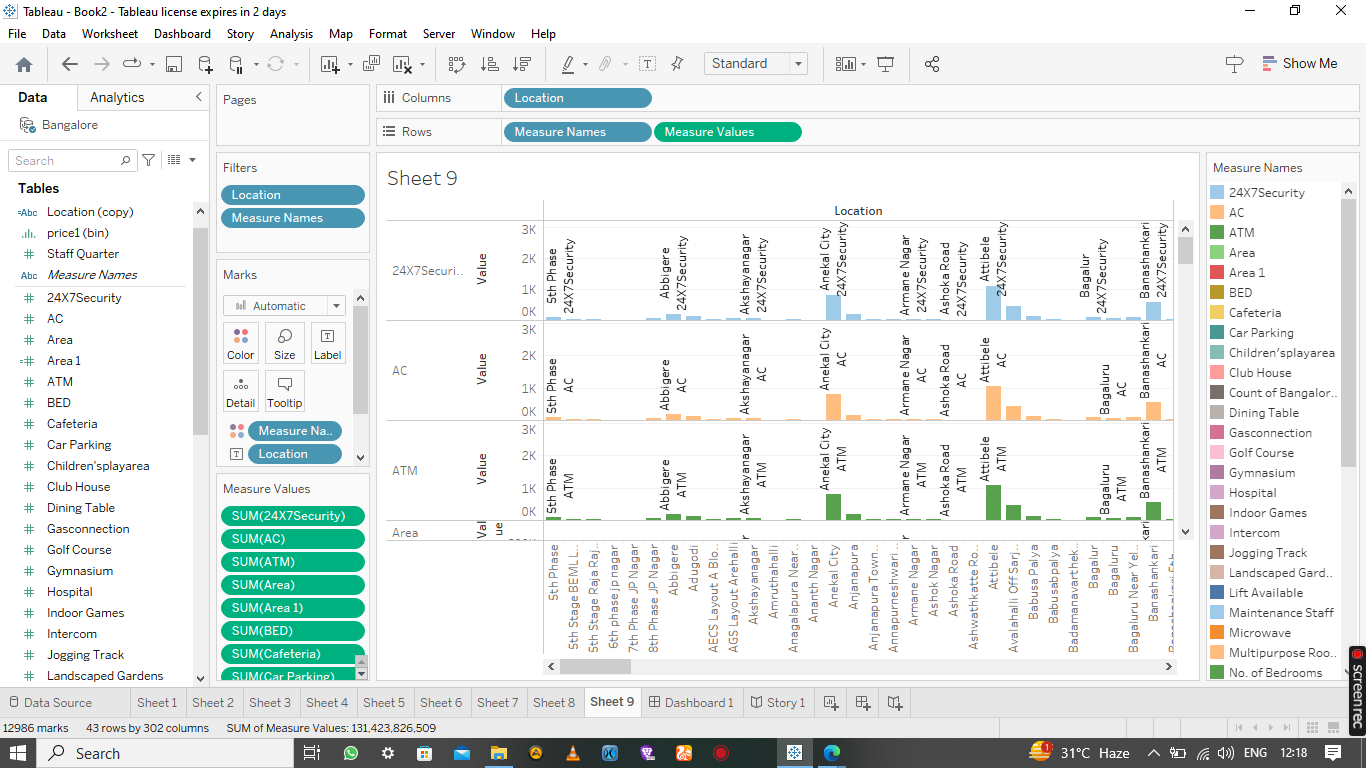 Tableau - Book2 - Tableau license expires in 2 days
File Data Worksheet Dashboard Story Analysis Map Format Server Window Help
Standard Show Me
Data Analytics
Bangalore
Search
Tables
Location (copy)
price1 (bin)
Staff Quarter
Measure Names
24X7Security
AC
Area
Area 1
ATM
BED
Cafeteria
Car Parking
Children'splayarea
Club House
Dining Table
Gasconnection
Golf Course
Gymnasium
Hospital
Indoor Games
Intercom
Jogging Track
Landscaped Gardens
Pages
Filters
Location
Measure Names
Marks
Automatic
Color Size Label
Detail Tooltip
Measure Na..
Location
Measure Values
SUM(24X7Security)
SUM(AC)
SUM(ATM)
SUM(Area)
SUM(Area 1)
SUM(BED)
SUM(Cafeteria)
SUM(Car Parking)
Columns Location
Rows Measure Names Measure Values
Sheet 9
Location
24X7Securi..
Value
3K
2K
1K
0K
5th Phase
24X7Security
Abbigere
24X7Security
Akshayanagar
24X7Security
Anekal City
24X7Security
Armane Nagar
24X7Security
Ashoka Road
24X7Security
Attibele
24X7Security
Bagalur
24X7Security
Banashankari
24X7Security
AC
Value
3K
2K
1K
0K
5th Phase
AC
Abbigere
AC
Akshayanagar
AC
Anekal City
AC
Armane Nagar
AC
Ashoka Road
AC
Attibele
AC
Bagaluru
AC
Banashankari
AC
ATM
Value
3K
2K
1K
0K
5th Phase
ATM
Abbigere
ATM
Akshayanagar
ATM
Anekal City
ATM
Armane Nagar
ATM
Ashoka Road
ATM
Attibele
ATM
Bagaluru
ATM
Banashankari
ATM
Area
5th Phase
5th Stage BEML L..
5th Stage Raja Raj..
6th phase jp nagar
7th Phase JP Nagar
8th Phase JP Nagar
Abbigere
Adugodi
AECS Layout A Blo..
AGS Layout Arehalli
Akshayanagar
Amruthahalli
Anagalapura Near..
Ananth Nagar
Anekal City
Anjanapura
Anjanapura Town..
Annapurneshwari..
Armane Nagar
Ashok Nagar
Ashoka Road
Ashwathkatte Ro..
Attibele
Avalahalli Off Sarj..
Babusa Palya
Babusabpalya
Badamanavarthek..
Bagalur
Bagaluru
Bagaluru Near Yel..
Banashankari
Measure Names
24X7Security
AC
ATM
Area
Area 1
BED
Cafeteria
Car Parking
Children'splayarea
Club House
Count of Bangalor..
Dining Table
Gasconnection
Golf Course
Gymnasium
Hospital
Indoor Games
Intercom
Jogging Track
Landscaped Gard..
Lift Available
Maintenance Staff
Microwave
Multipurpose Roo..
No. of Bedrooms
screenrec
Data Source Sheet 1 Sheet 2 Sheet 3 Sheet 4 Sheet 5 Sheet 6 Sheet 7 Sheet 8 Sheet 9 Dashboard 1 Story 1
12986 marks 43 rows by 302 columns SUM of Measure Values: 131,423,826,509
Search 1 31°C Haze ENG 12:18